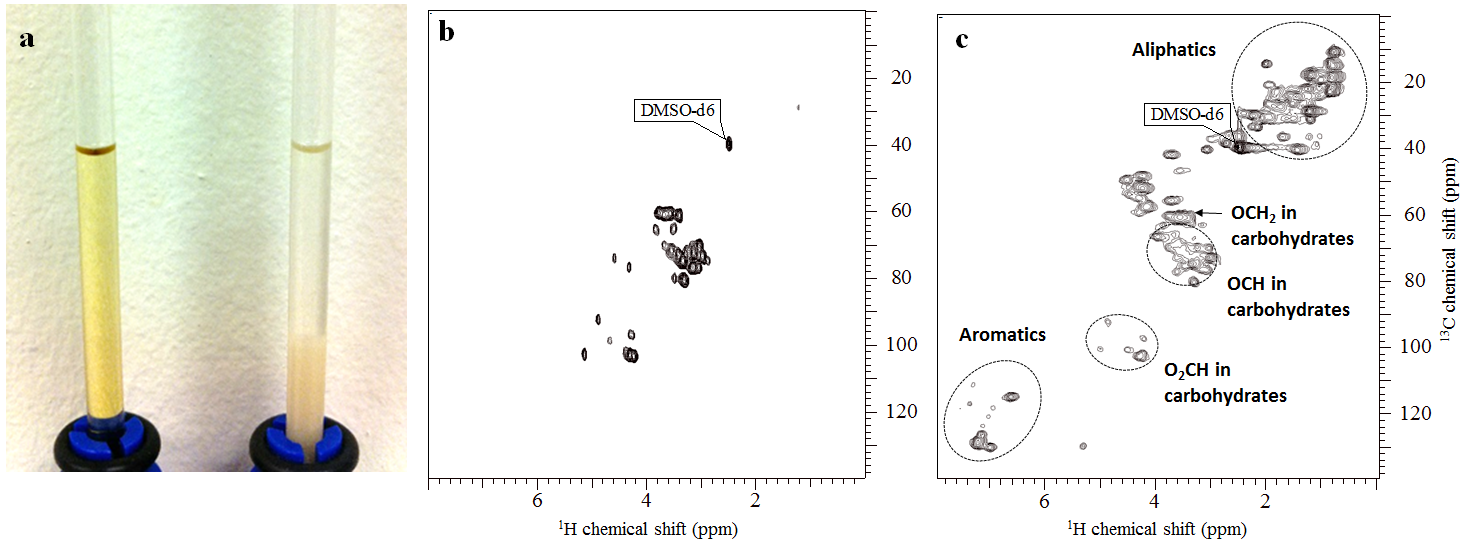 a
b
DMSO-d6
20
40
60
80
100
120
6
4
2
¹H chemical shift (ppm)
c
Aliphatics
DMSO-d6
OCH₂ in
carbohydrates
OCH in
carbohydrates
Aromatics
O₂CH in
carbohydrates
20
40
60
80
100
120
¹³C chemical shift (ppm)
6
4
2
¹H chemical shift (ppm)